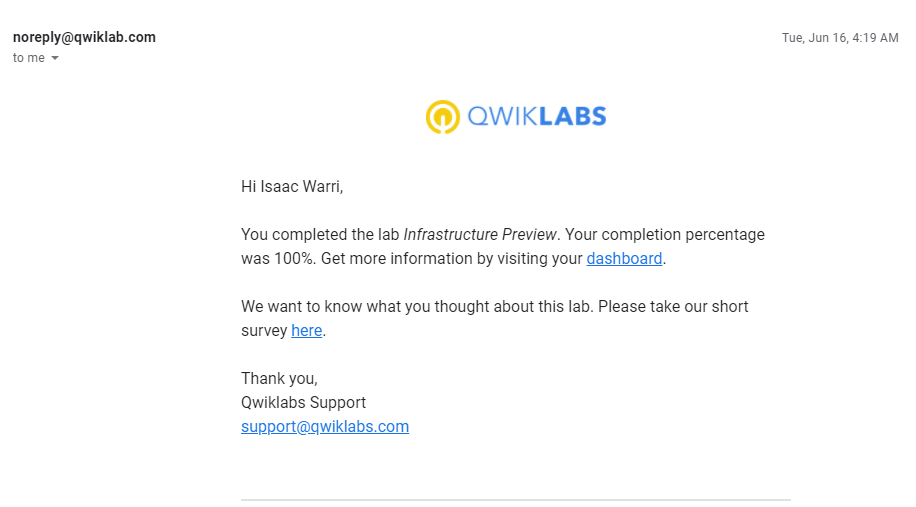 noreply@qwiklab.com
Tue, Jun 16, 4:19 AM
to me
QWIKLABS
Hi Isaac Warri,
You completed the lab Infrastructure Preview. Your completion percentage
was 100%. Get more information by visiting your dashboard.
We want to know what you thought about this lab. Please take our short
survey here.
Thank you,
Qwiklabs Support
support@qwiklabs.com